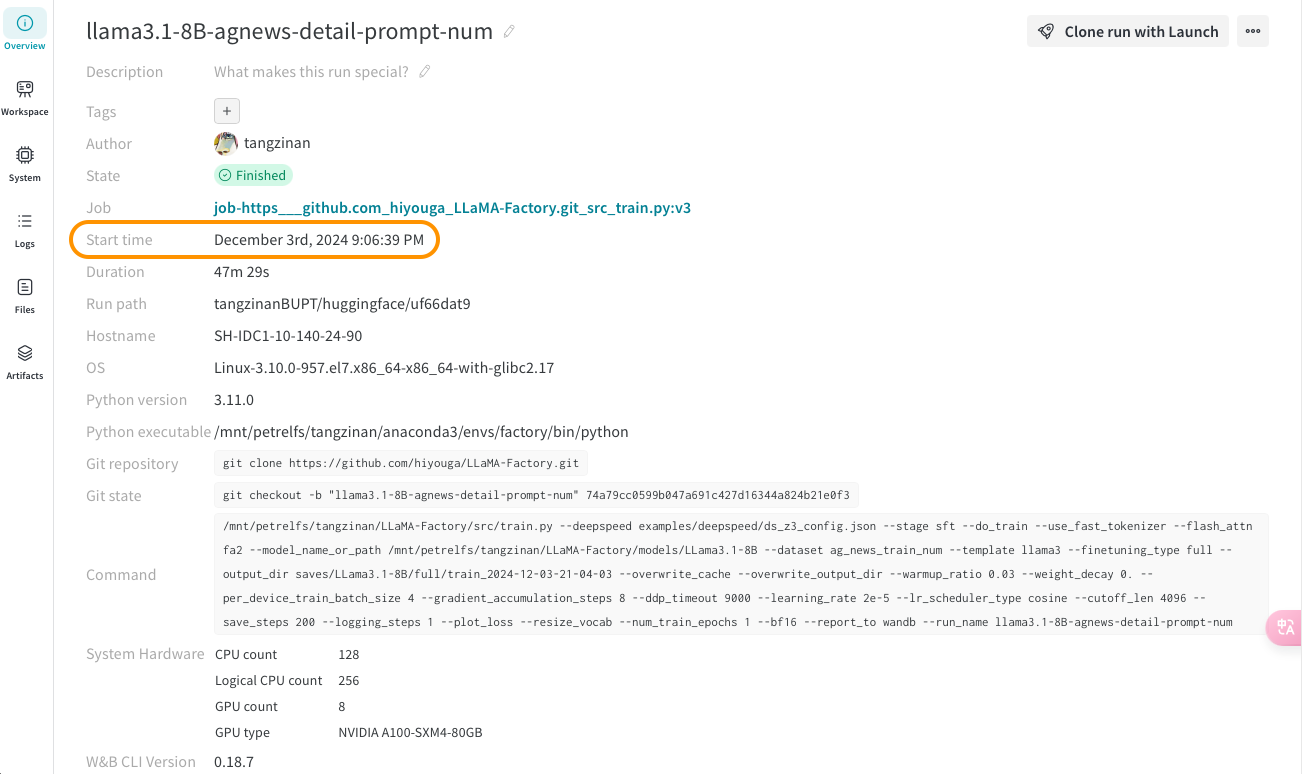 Overview
Workspace
System
Logs
Files
Artifacts
llama3.1-8B-agnews-detail-prompt-num
Clone run with Launch
Description What makes this run special?
Tags +
Author tangzinan
State Finished
Job job-https___github.com_hiyouga_LLaMA-Factory.git_src_train.py:v3
Start time December 3rd, 2024 9:06:39 PM
Duration 47m 29s
Run path tangzinanBUPT/huggingface/uf66dat9
Hostname SH-IDC1-10-140-24-90
OS Linux-3.10.0-957.el7.x86_64-x86_64-with-glibc2.17
Python version 3.11.0
Python executable /mnt/petrelfs/tangzinan/anaconda3/envs/factory/bin/python
Git repository git clone https://github.com/hiyouga/LLaMA-Factory.git
Git state git checkout -b "llama3.1-8B-agnews-detail-prompt-num" 74a79cc0599b047a691c427d16344a824b21e0f3
Command
/mnt/petrelfs/tangzinan/LLaMA-Factory/src/train.py --deepspeed examples/deepspeed/ds_z3_config.json --stage sft --do_train --use_fast_tokenizer --flash_attn
fa2 --model_name_or_path /mnt/petrelfs/tangzinan/LLaMA-Factory/models/LLama3.1-8B --dataset ag_news_train_num --template llama3 --finetuning_type full --
output_dir saves/LLama3.1-8B/full/train_2024-12-03-21-04-03 --overwrite_cache --overwrite_output_dir --warmup_ratio 0.03 --weight_decay 0. --
per_device_train_batch_size 4 --gradient_accumulation_steps 8 --ddp_timeout 9000 --learning_rate 2e-5 --lr_scheduler_type cosine --cutoff_len 4096 --
save_steps 200 --logging_steps 1 --plot_loss --resize_vocab --num_train_epochs 1 --bf16 --report_to wandb --run_name llama3.1-8B-agnews-detail-prompt-num
中A
System Hardware CPU count 128
Logical CPU count 256
GPU count 8
GPU type NVIDIA A100-SXM4-80GB
W&B CLI Version 0.18.7